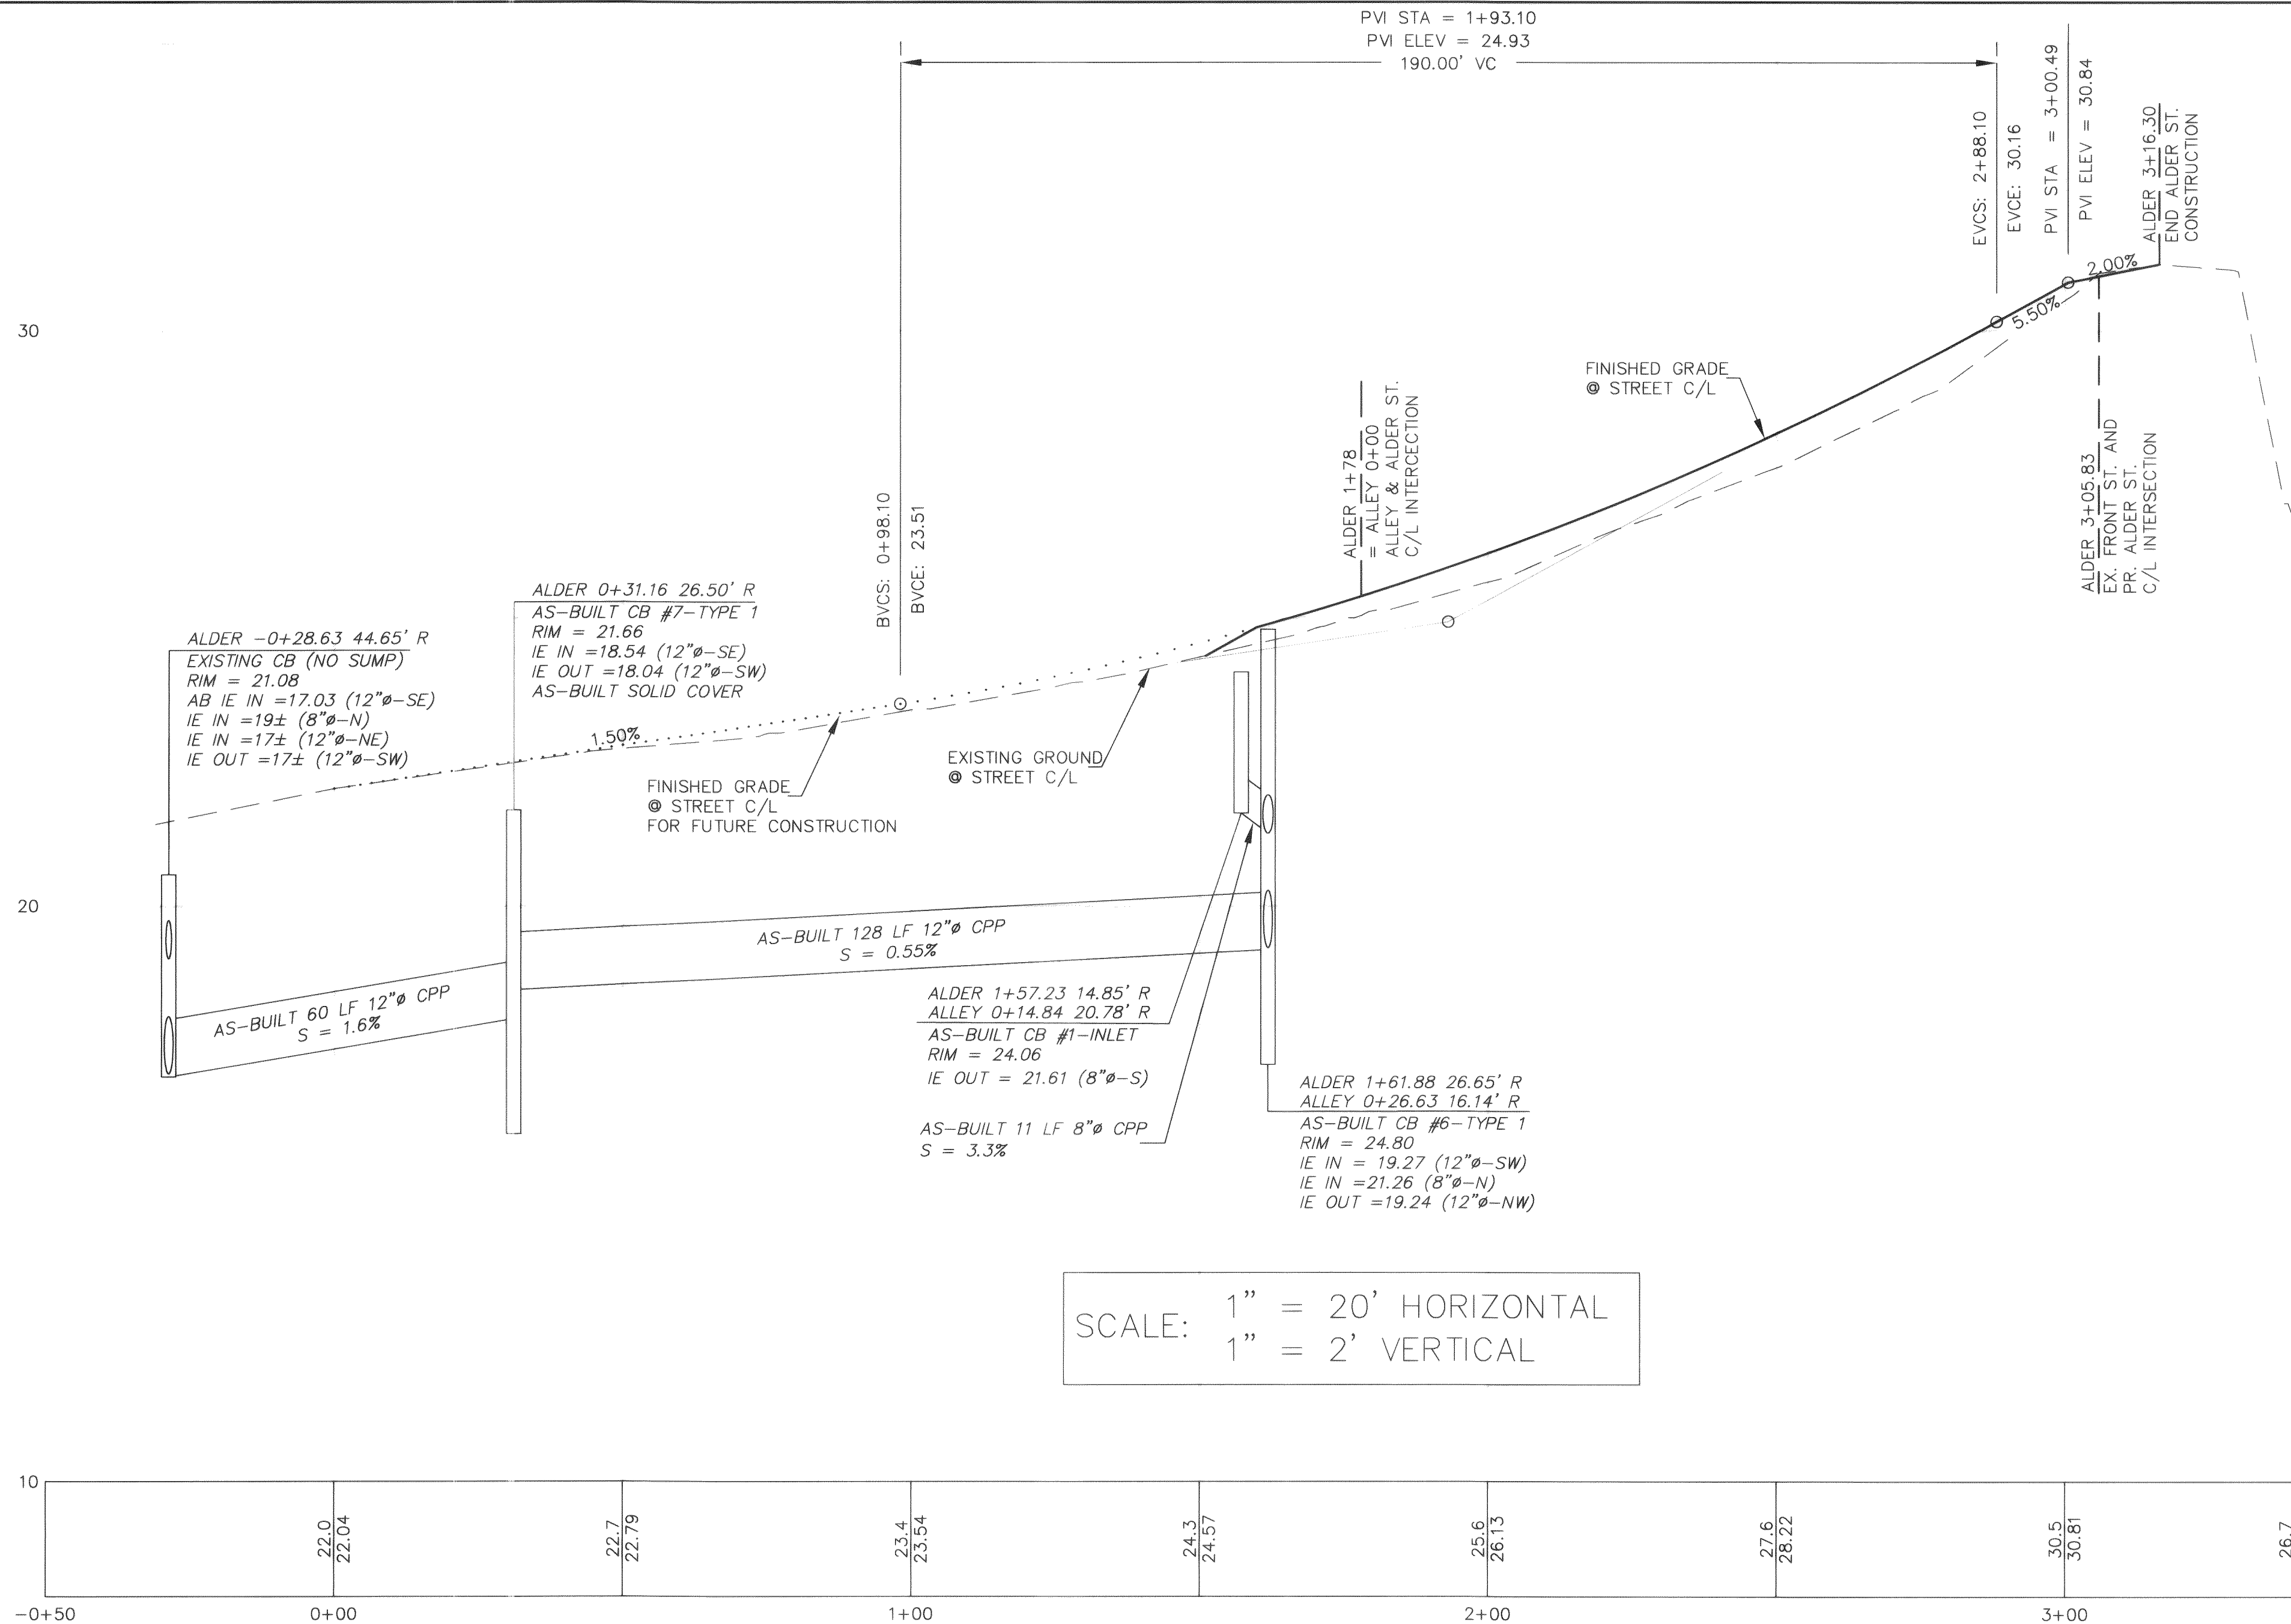 PVI STA = 1+93.10
PVI ELEV = 24.93
190.00' VC
EVCS: 2+88.10
EVCE: 30.16
PVI STA = 3+00.49
PVI ELEV = 30.84
ALDER 3+16.30
END ALDER ST.
CONSTRUCTION
2.00%
5.50%
30
FINISHED GRADE
@ STREET C/L
ALDER 1+78
= ALLEY 0+00
ALLEY & ALDER ST.
C/L INTERCECTION
ALDER 3+05.83
EX. FRONT ST. AND
PR. ALDER ST.
C/L INTERSECTION
BVCS: 0+98.10
BVCE: 23.51
ALDER 0+31.16 26.50' R
AS-BUILT CB #7-TYPE 1
RIM = 21.66
IE IN =18.54 (12"ø-SE)
IE OUT =18.04 (12"ø-SW)
AS-BUILT SOLID COVER
ALDER -0+28.63 44.65' R
EXISTING CB (NO SUMP)
RIM = 21.08
AB IE IN =17.03 (12"ø-SE)
IE IN =19± (8"ø-N)
IE IN =17± (12"ø-NE)
IE OUT =17± (12"ø-SW)
1.50%
FINISHED GRADE
@ STREET C/L
FOR FUTURE CONSTRUCTION
EXISTING GROUND
@ STREET C/L
20
AS-BUILT 128 LF 12"ø CPP
S = 0.55%
AS-BUILT 60 LF 12"ø CPP
S = 1.6%
ALDER 1+57.23 14.85' R
ALLEY 0+14.84 20.78' R
AS-BUILT CB #1-INLET
RIM = 24.06
IE OUT = 21.61 (8"ø-S)
AS-BUILT 11 LF 8"ø CPP
S = 3.3%
ALDER 1+61.88 26.65' R
ALLEY 0+26.63 16.14' R
AS-BUILT CB #6-TYPE 1
RIM = 24.80
IE IN = 19.27 (12"ø-SW)
IE IN =21.26 (8"ø-N)
IE OUT =19.24 (12"ø-NW)
SCALE:
1" = 20' HORIZONTAL
1" = 2' VERTICAL
10
22.0
22.04
22.7
22.79
23.4
23.54
24.3
24.57
25.6
26.13
27.6
28.22
30.5
30.81
26.7
-0+50
0+00
1+00
2+00
3+00